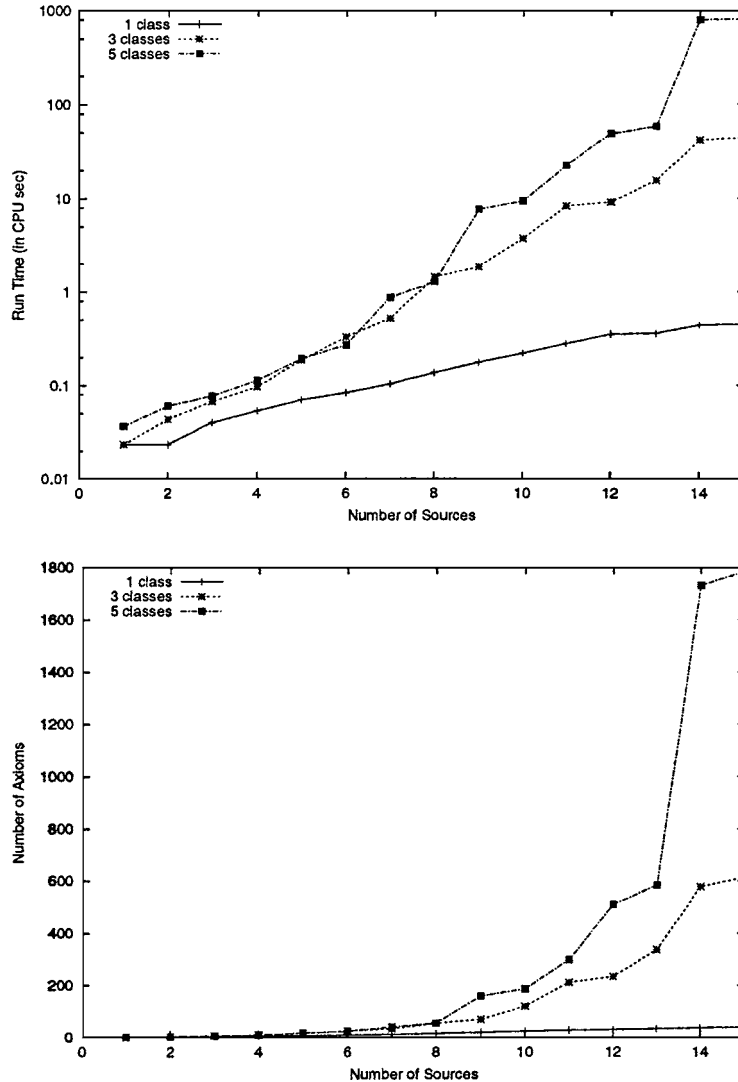 1000
100
10
1
0.1
0.01
Run Time (in CPU sec)
1 class
3 classes
5 classes
0 2 4 6 8 10 12 14
Number of Sources
1800
1600
1400
1200
1000
800
600
400
200
0
Number of Axioms
1 class
3 classes
5 classes
0 2 4 6 8 10 12 14
Number of Sources